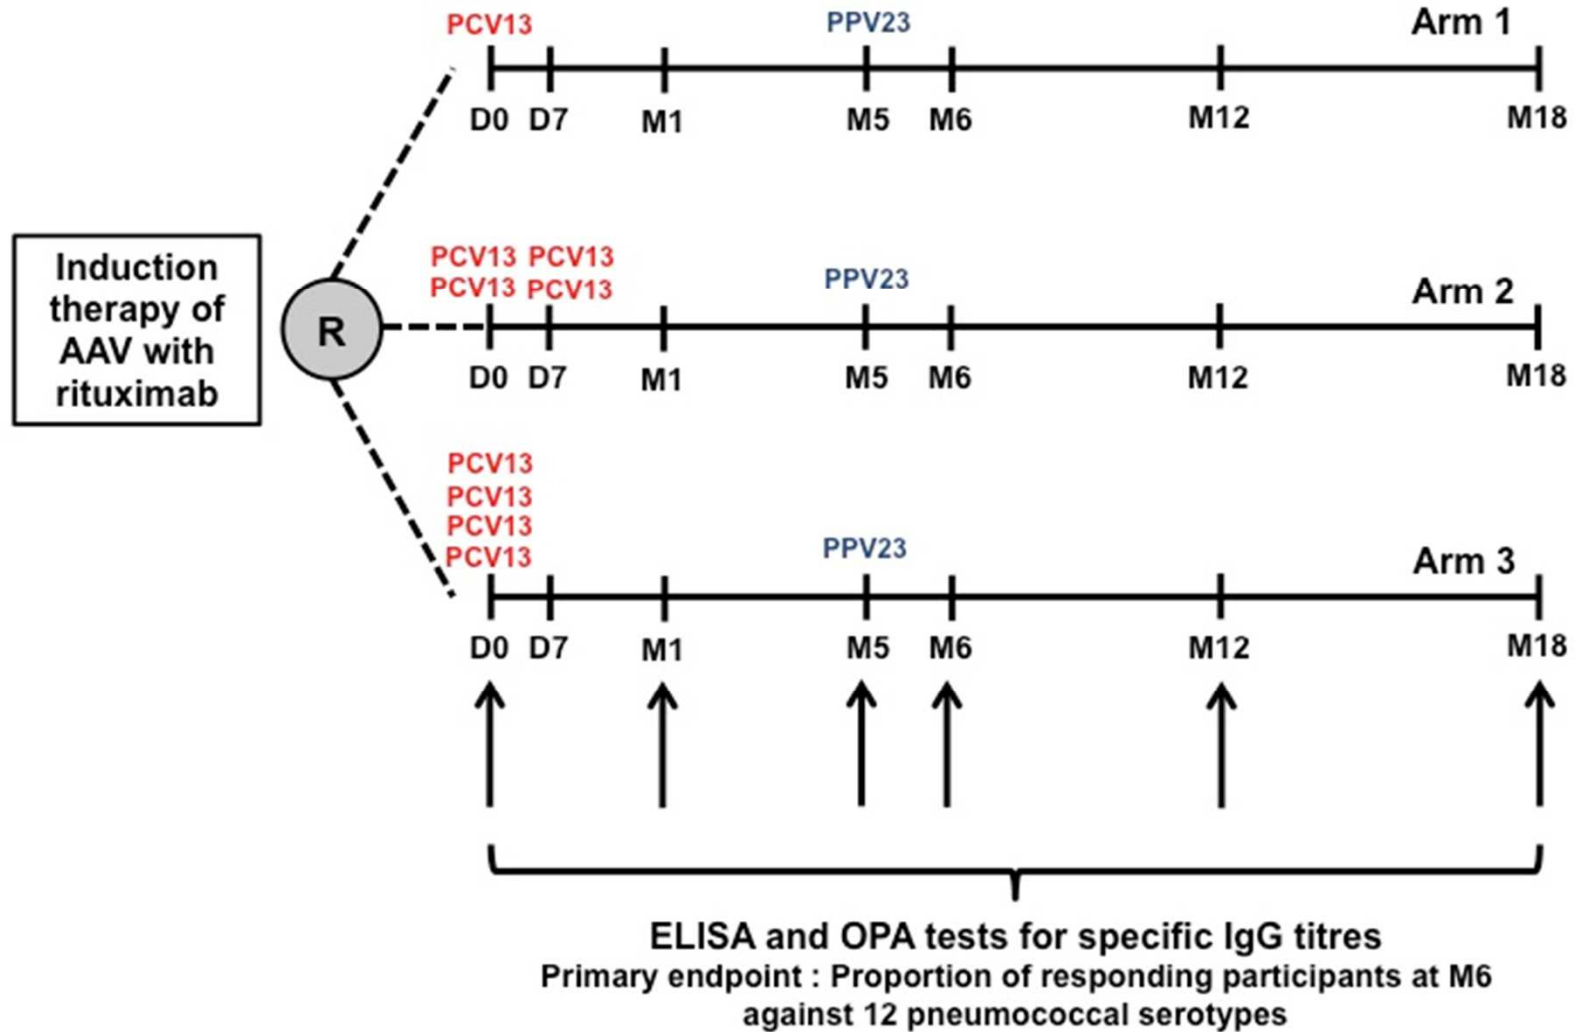 PCV13 PPV23 Arm 1
D0 D7 M1 M5 M6 M12 M18
Induction
therapy of
AAV with
rituximab
R
PCV13 PCV13
PCV13 PCV13
PPV23 Arm 2
D0 D7 M1 M5 M6 M12 M18
PCV13
PCV13
PCV13
PCV13
PPV23 Arm 3
D0 D7 M1 M5 M6 M12 M18
ELISA and OPA tests for specific IgG titres
Primary endpoint : Proportion of responding participants at M6
against 12 pneumococcal serotypes